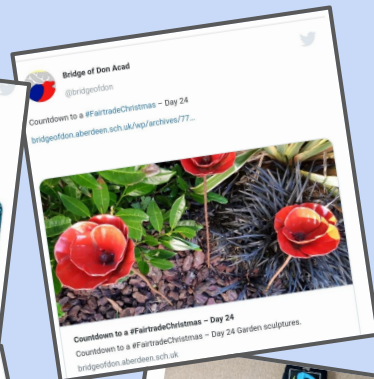 Bridge of Don Acad
@bridgeofdon
Countdown to a #FairtradeChristmas – Day 24
bridgeofdon.aberdeen.sch.uk/wp/archives/77...
Countdown to a #FairtradeChristmas – Day 24
Countdown to a #FairtradeChristmas – Day 24 Garden sculptures.
bridgeofdon.aberdeen.sch.uk